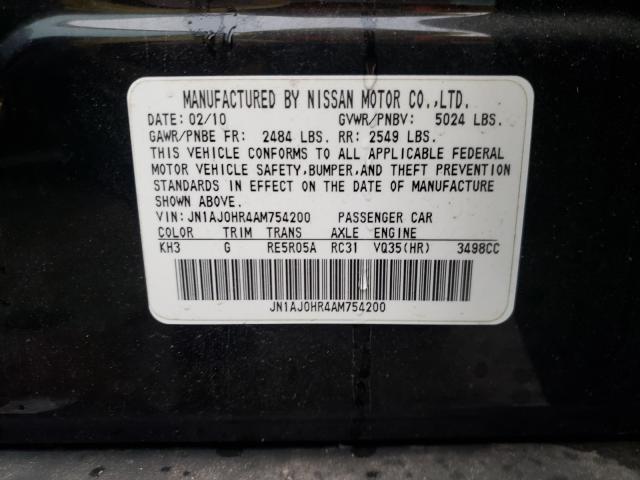 MANUFACTURED BY NISSAN MOTOR CO.,LTD.
DATE: 02/10 GVWR/PNBV: 5024 LBS.
GAWR/PNBE FR: 2484 LBS. RR: 2549 LBS.
THIS VEHICLE CONFORMS TO ALL APPLICABLE FEDERAL
MOTOR VEHICLE SAFETY,BUMPER,AND THEFT PREVENTION
STANDARDS IN EFFECT ON THE DATE OF MANUFACTURE
SHOWN ABOVE.
VIN: JN1AJ0HR4AM754200 PASSENGER CAR
COLOR TRIM TRANS AXLE ENGINE
KH3 G RE5R05A RC31 VQ35(HR) 3498CC
JN1AJ0HR4AM754200